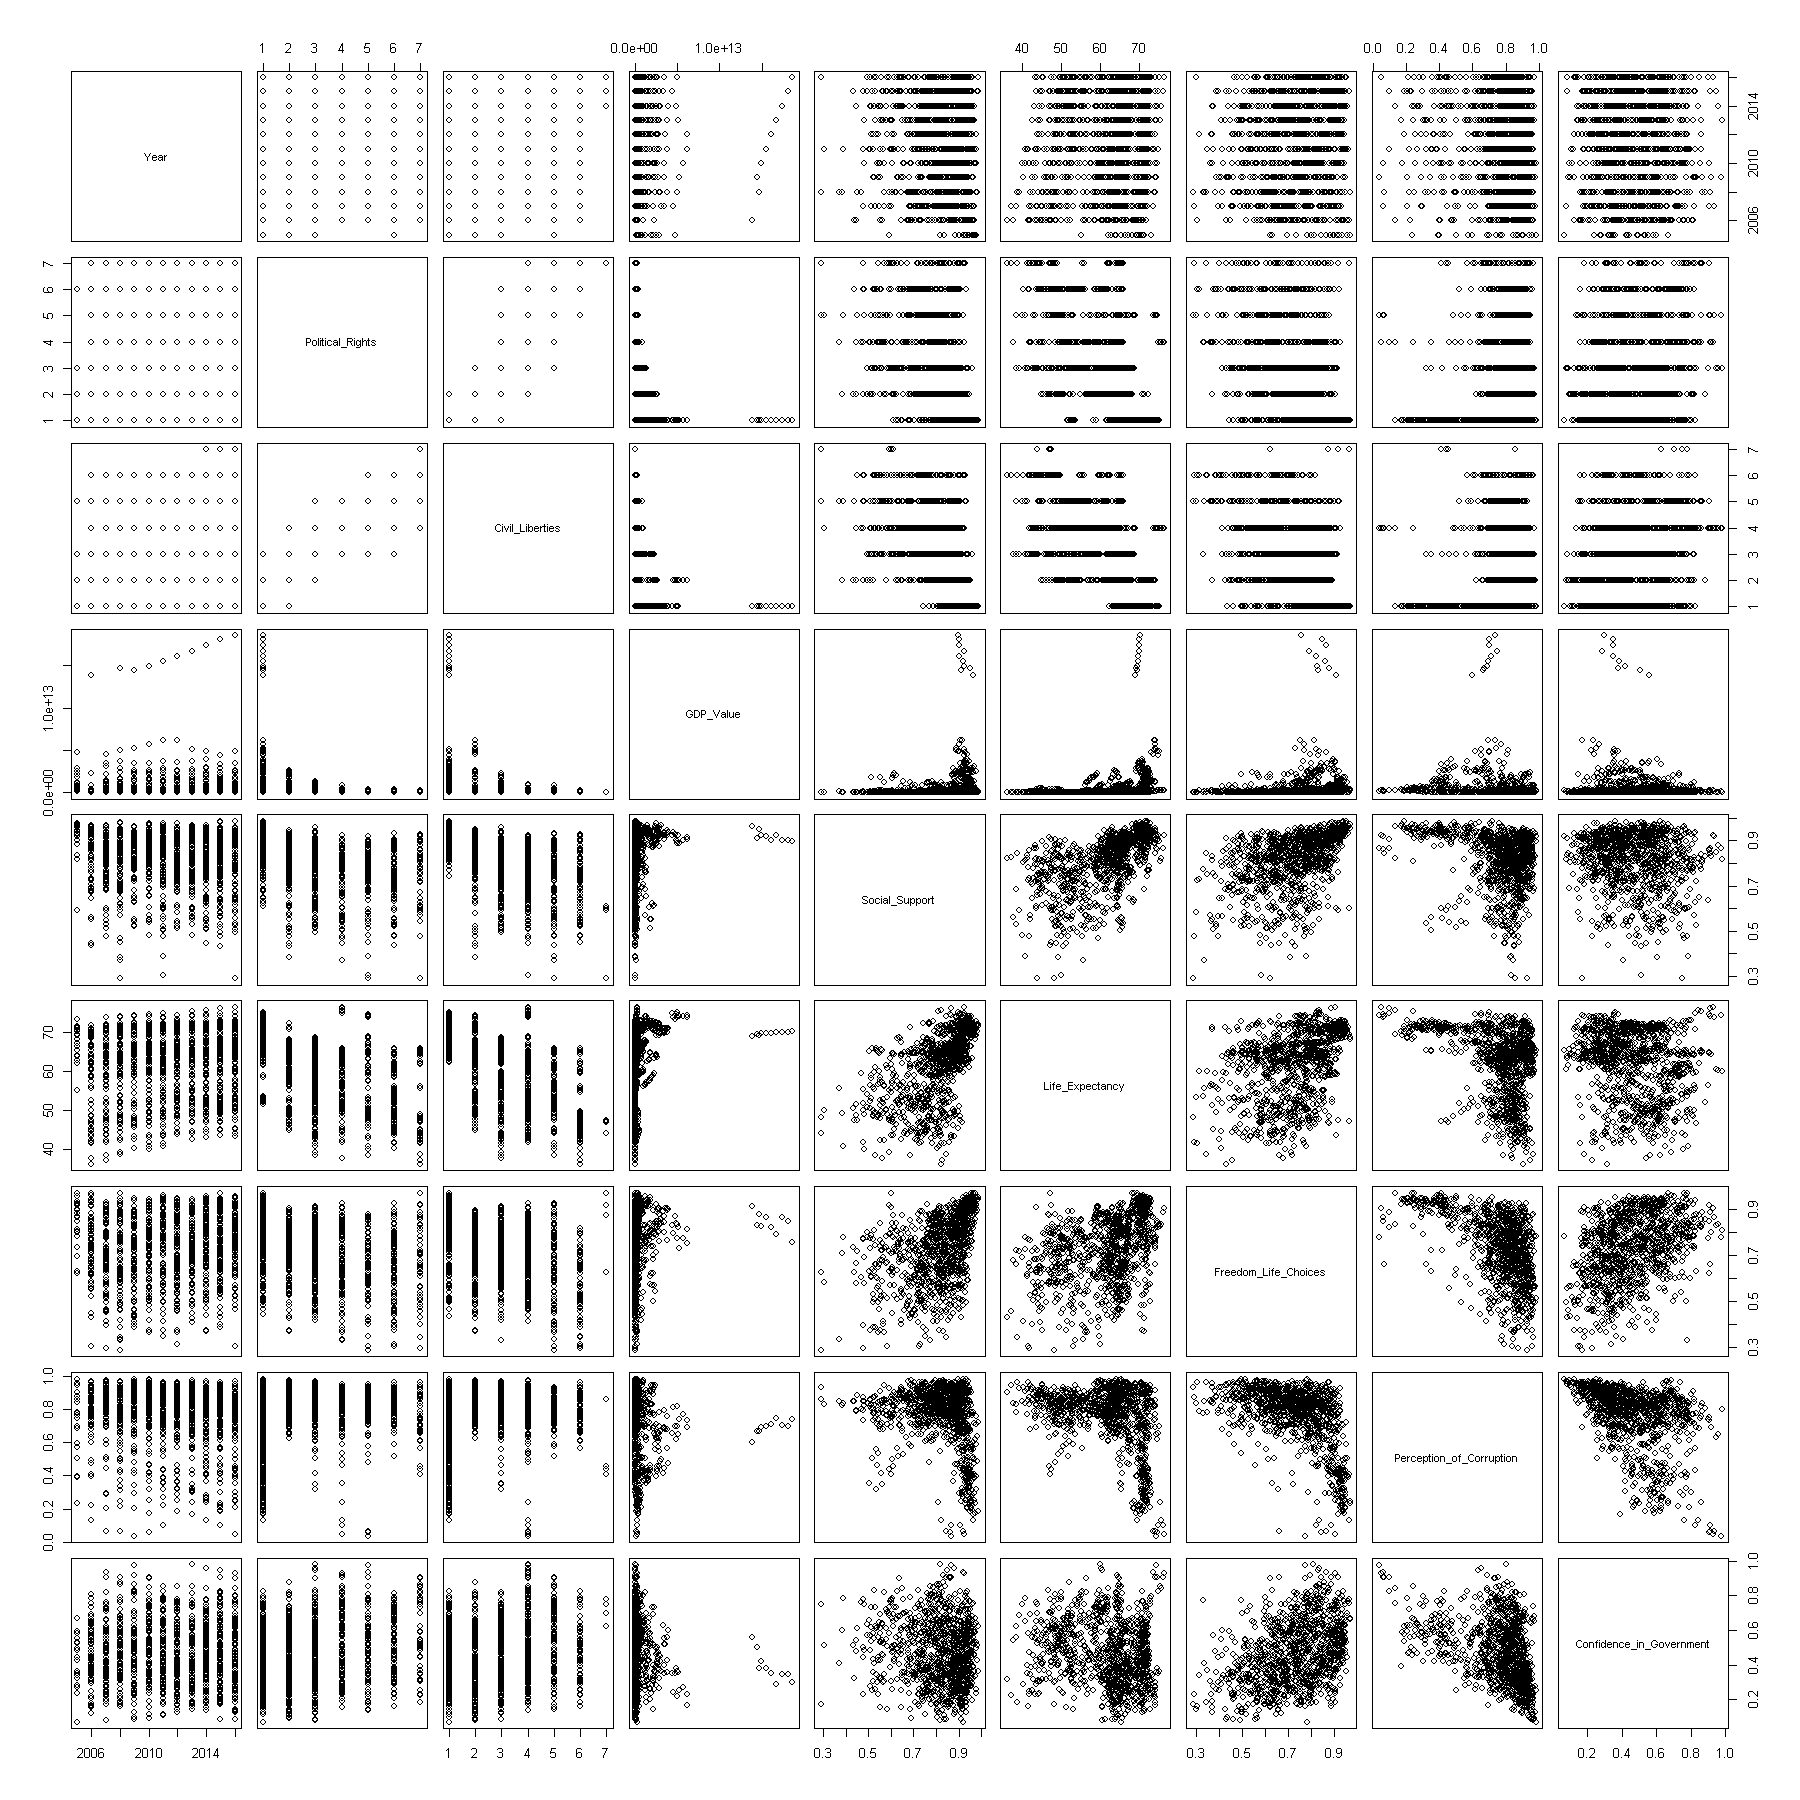 1 2 3 4 5 6 7 0.0e+00 1.0e+13 40 50 60 70 0.0 0.2 0.4 0.6 0.8 1.0
Year
2006 2010 2014
1 2 3 4 5 6 7
Political_Rights
Civil_Liberties
1 2 3 4 5 6 7
0.0e+00 1.0e+13
GDP_Value
Social_Support
0.3 0.5 0.7 0.9
40 50 60 70
Life_Expectancy
Freedom_Life_Choices
0.3 0.5 0.7 0.9
0.0 0.2 0.4 0.6 0.8 1.0
Perception_of_Corruption
Confidence_in_Government
0.2 0.4 0.6 0.8 1.0
2006 2010 2014 1 2 3 4 5 6 7 0.3 0.5 0.7 0.9 0.3 0.5 0.7 0.9 0.2 0.4 0.6 0.8 1.0